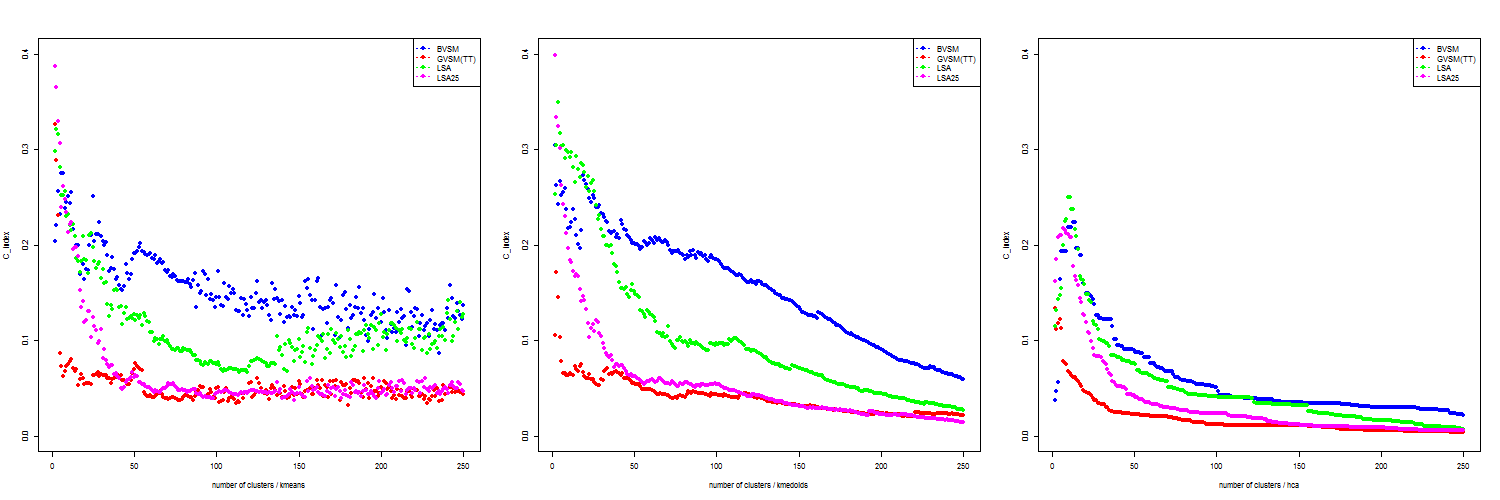 0.4
0.3
0.2
0.1
0.0
C_Index
0 50 100 150 200 250
number of clusters / kmeans
BVSM
GVSM(TT)
LSA
LSA25
0.4
0.3
0.2
0.1
0.0
C_Index
0 50 100 150 200 250
number of clusters / kmedoids
BVSM
GVSM(TT)
LSA
LSA25
0.4
0.3
0.2
0.1
0.0
C_Index
0 50 100 150 200 250
number of clusters / hca
BVSM
GVSM(TT)
LSA
LSA25